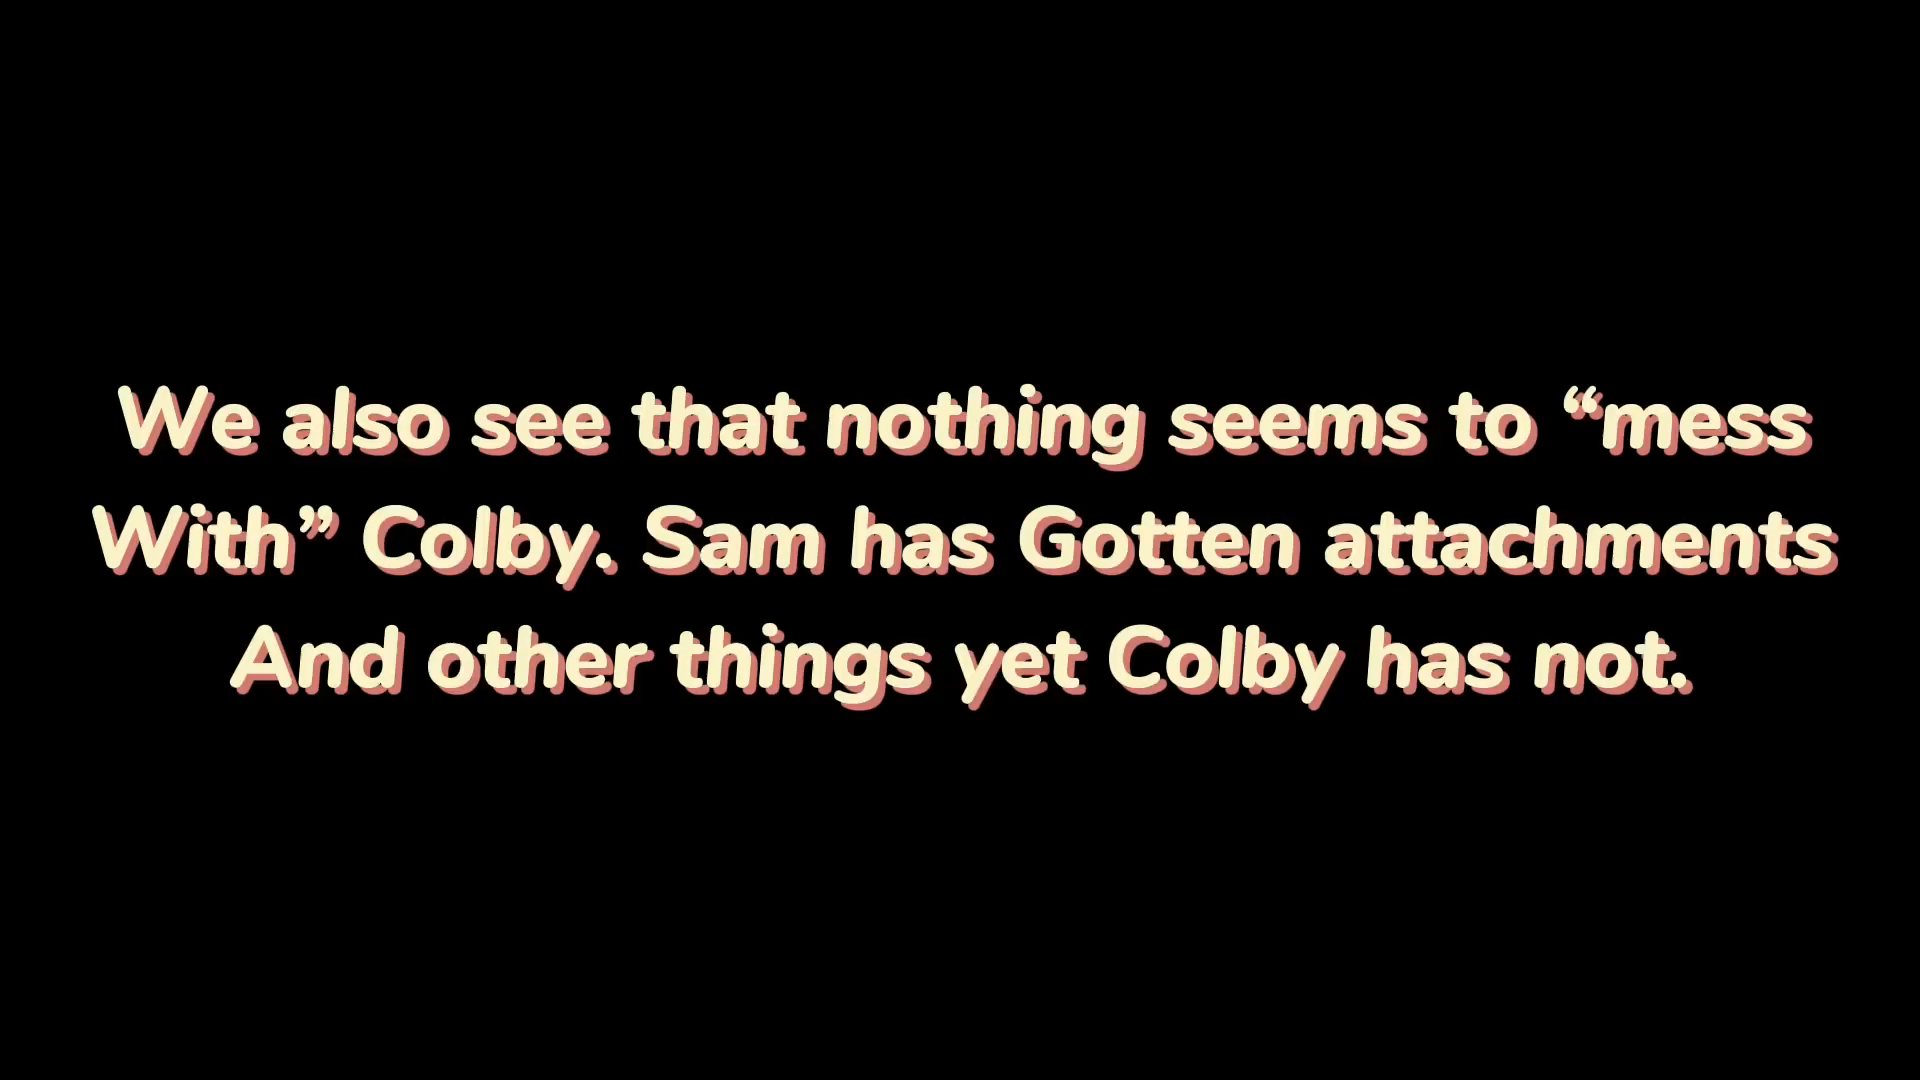 We also see that nothing seems to “mess
With” Colby. Sam has Gotten attachments
And other things yet Colby has not.